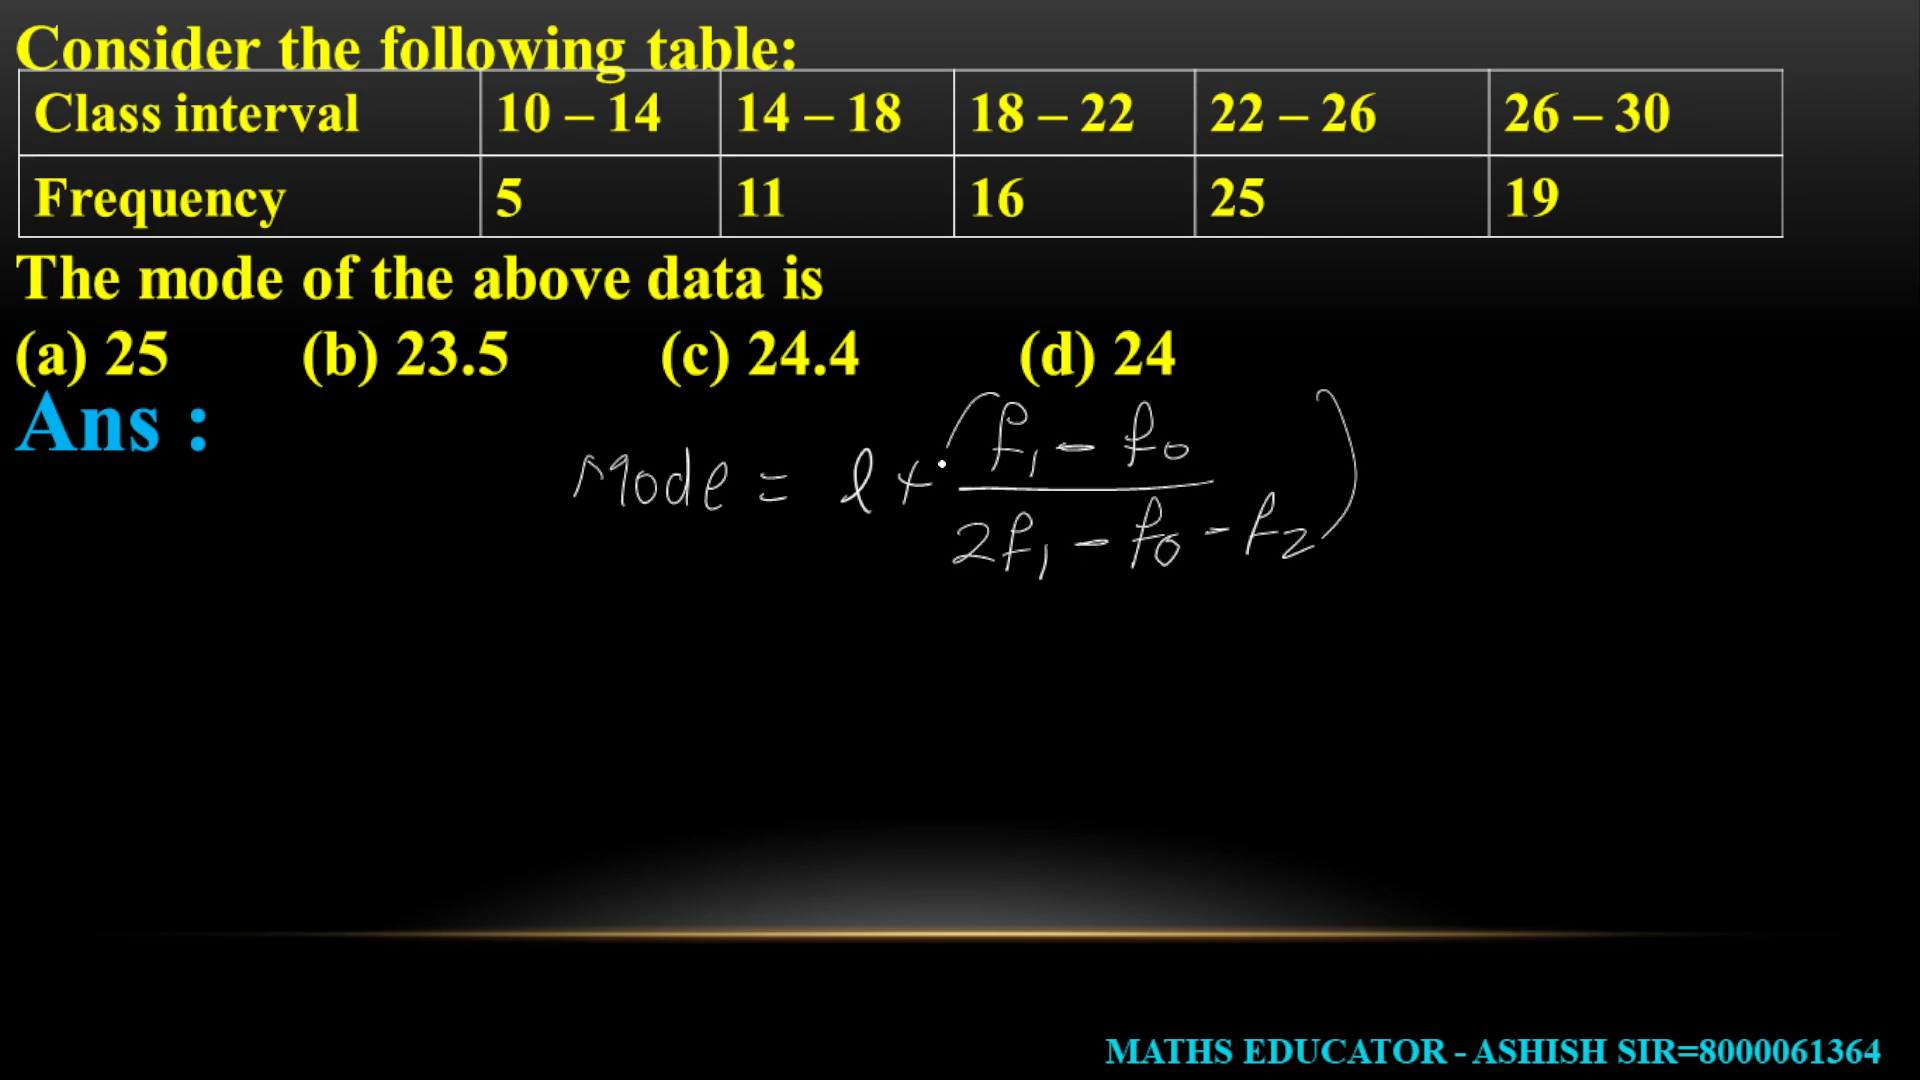 Consider the following table:
Class interval 10 – 14 14 – 18 18 – 22 22 – 26 26 – 30
Frequency 5 11 16 25 19
The mode of the above data is
(a) 25 (b) 23.5 (c) 24.4 (d) 24
Ans :
Mode = l + ( f₁ - f₀ / 2f₁ - f₀ - f₂ )
MATHS EDUCATOR - ASHISH SIR=8000061364